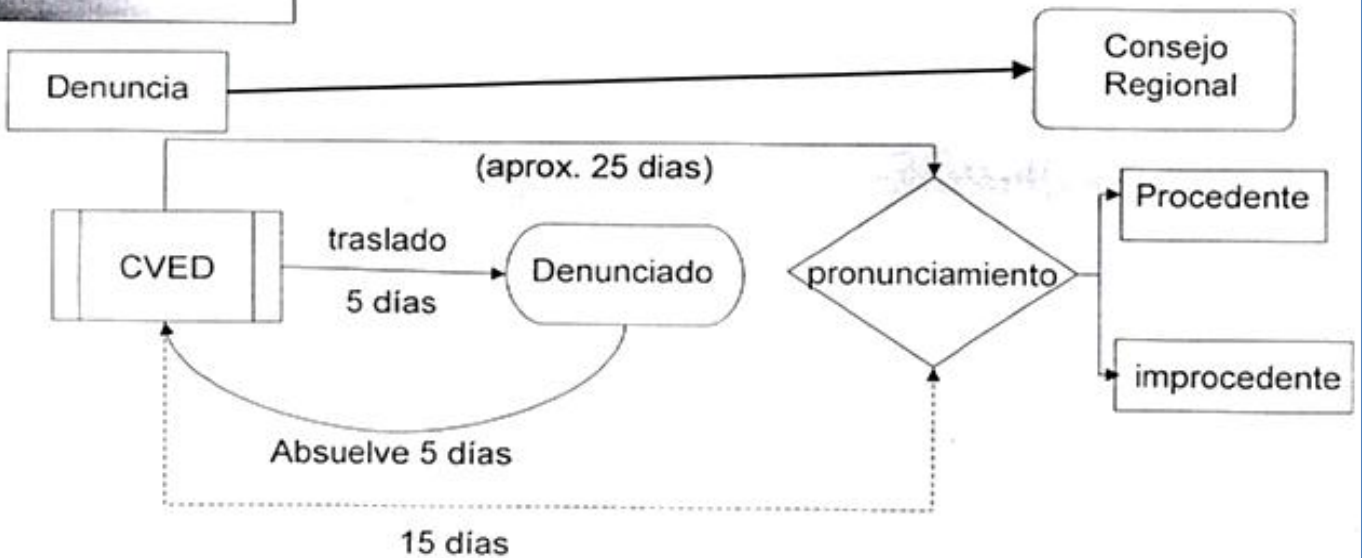 Denuncia
Consejo
Regional
(aprox. 25 dias)
CVED
traslado
5 días
Denunciado
pronunciamiento
Procedente
improcedente
Absuelve 5 días
15 días